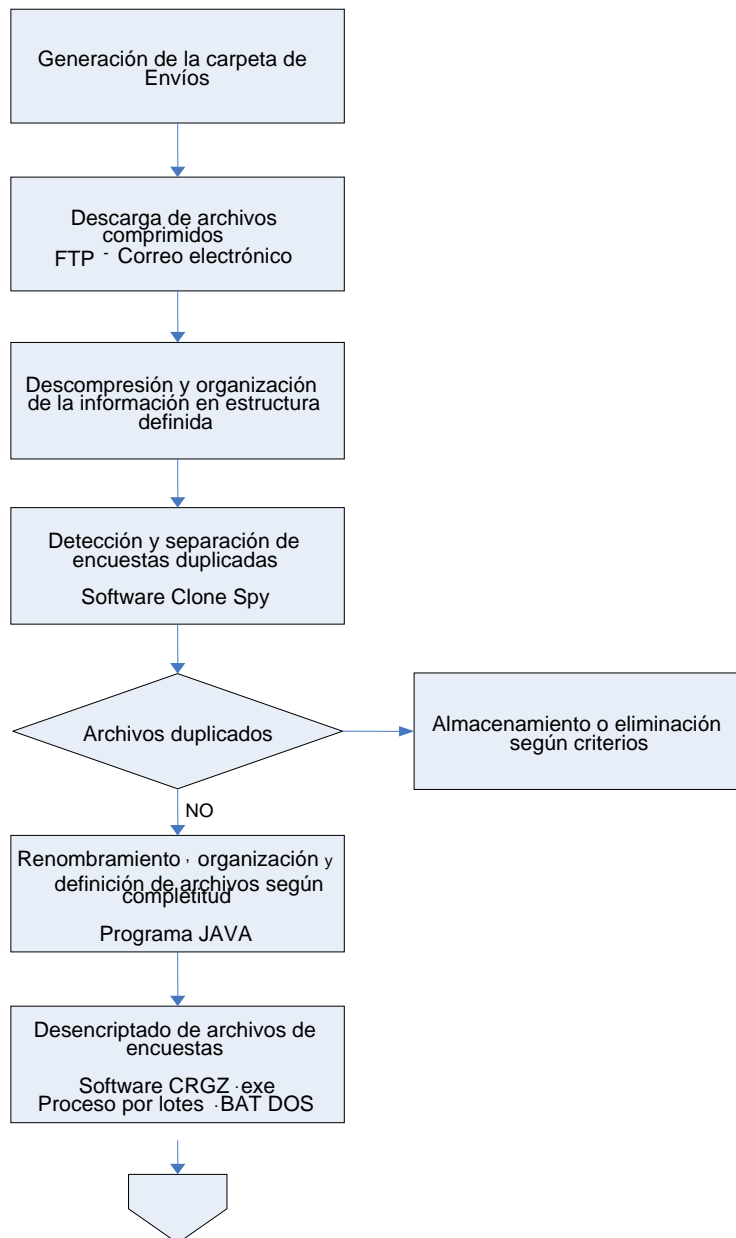 Generación de la carpeta de
Envíos
Descarga de archivos
comprimidos
FTP - Correo electrónico
Descompresión y organización
de la información en estructura
definida
Detección y separación de
encuestas duplicadas
Software Clone Spy
Archivos duplicados
Almacenamiento o eliminación
según criterios
NO
Renombramiento, organización y
definición de archivos según
completitud
Programa JAVA
Desencriptado de archivos de
encuestas
Software CRGZ .exe
Proceso por lotes .BAT DOS